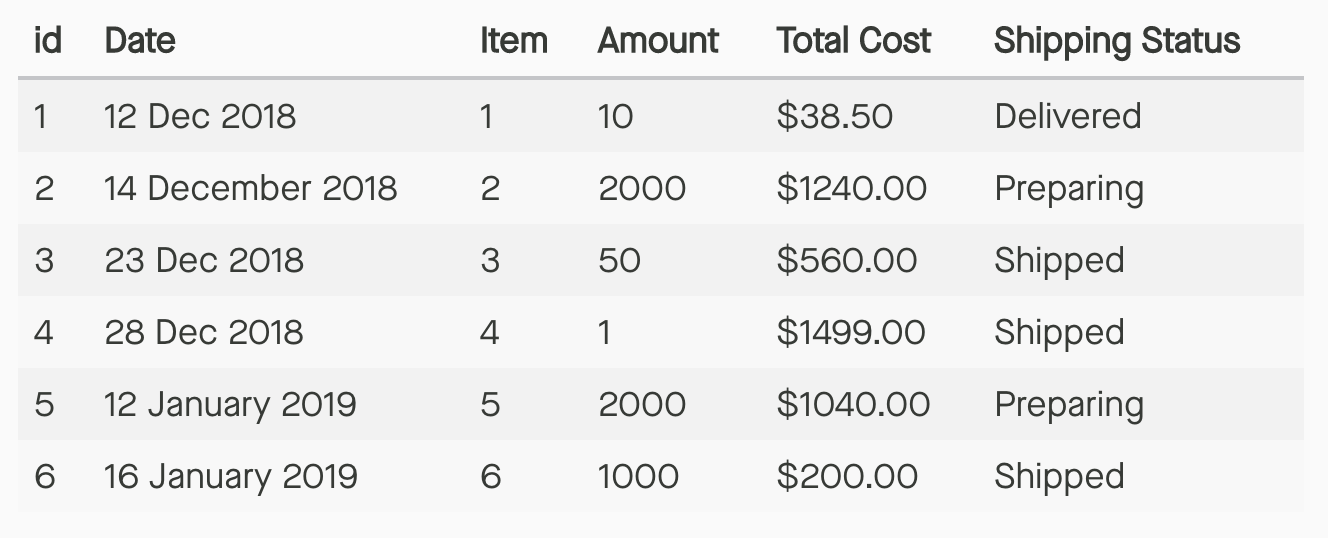 id Date Item Amount Total Cost Shipping Status
1 12 Dec 2018 1 10 $38.50 Delivered
2 14 December 2018 2 2000 $1240.00 Preparing
3 23 Dec 2018 3 50 $560.00 Shipped
4 28 Dec 2018 4 1 $1499.00 Shipped
5 12 January 2019 5 2000 $1040.00 Preparing
6 16 January 2019 6 1000 $200.00 Shipped